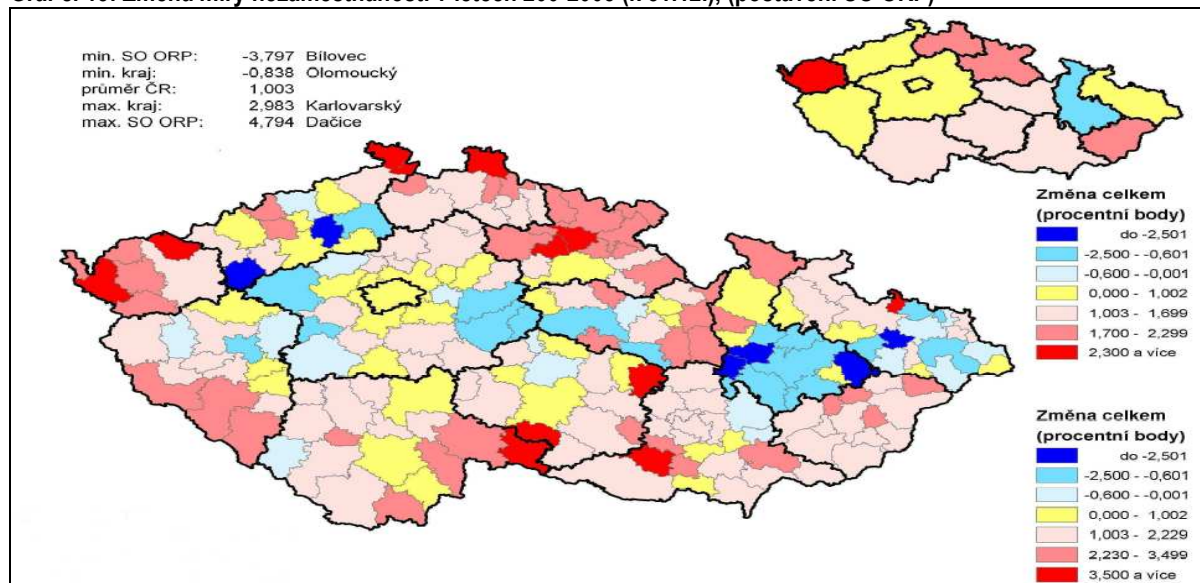 min. SO ORP: -3,797 Bílovec
min. kraj: -0,838 Olomoucký
průměr ČR: 1,003
max. kraj: 2,983 Karlovarský
max. SO ORP: 4,794 Dačice
Změna celkem
(procentní body)
do -2,501
-2,500 - -0,601
-0,600 - -0,001
0,000 - 1,002
1,003 - 1,699
1,700 - 2,299
2,300 a více
Změna celkem
(procentní body)
do -2,501
-2,500 - -0,601
-0,600 - -0,001
0,000 - 1,002
1,003 - 2,229
2,230 - 3,499
3,500 a více